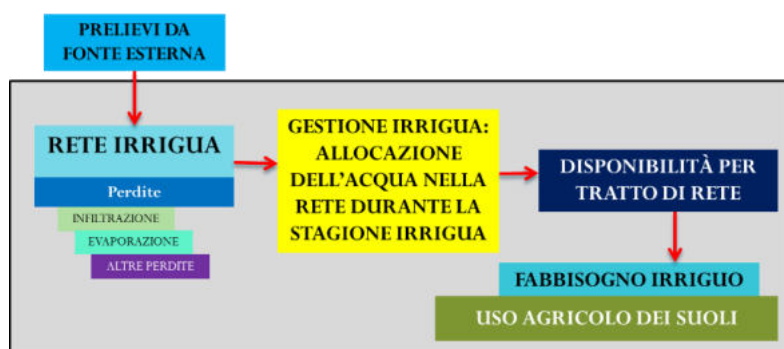 PRELIEVI DA
FONTE ESTERNA
RETE IRRIGUA
Perdite
INFILTRAZIONE
EVAPORAZIONE
ALTRE PERDITE
GESTIONE IRRIGUA:
ALLOCAZIONE
DELL'ACQUA NELLA
RETE DURANTE LA
STAGIONE IRRIGUA
DISPONIBILITÀ PER
TRATTO DI RETE
FABBISOGNO IRRIGUO
USO AGRICOLO DEI SUOLI